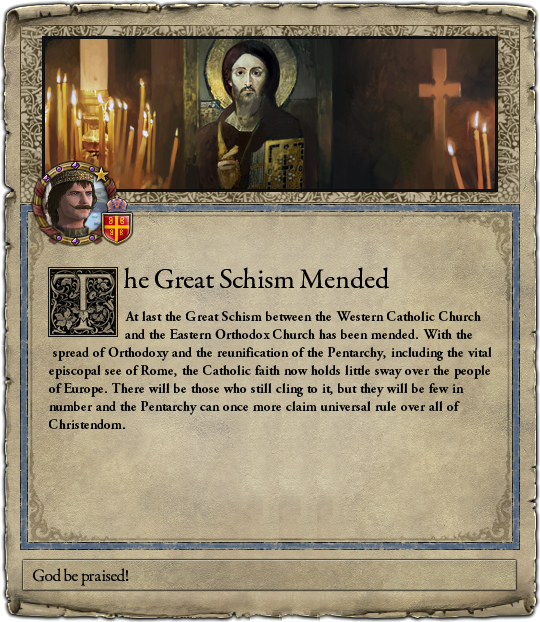 The Great Schism Mended
At last the Great Schism between the Western Catholic Church
and the Eastern Orthodox Church has been mended. With the
spread of Orthodoxy and the reunification of the Pentarchy, including the vital
episcopal see of Rome, the Catholic faith now holds little sway over the people
of Europe. There will be those who still cling to it, but they will be few in
number and the Pentarchy can once more claim universal rule over all of
Christendom.
God be praised!